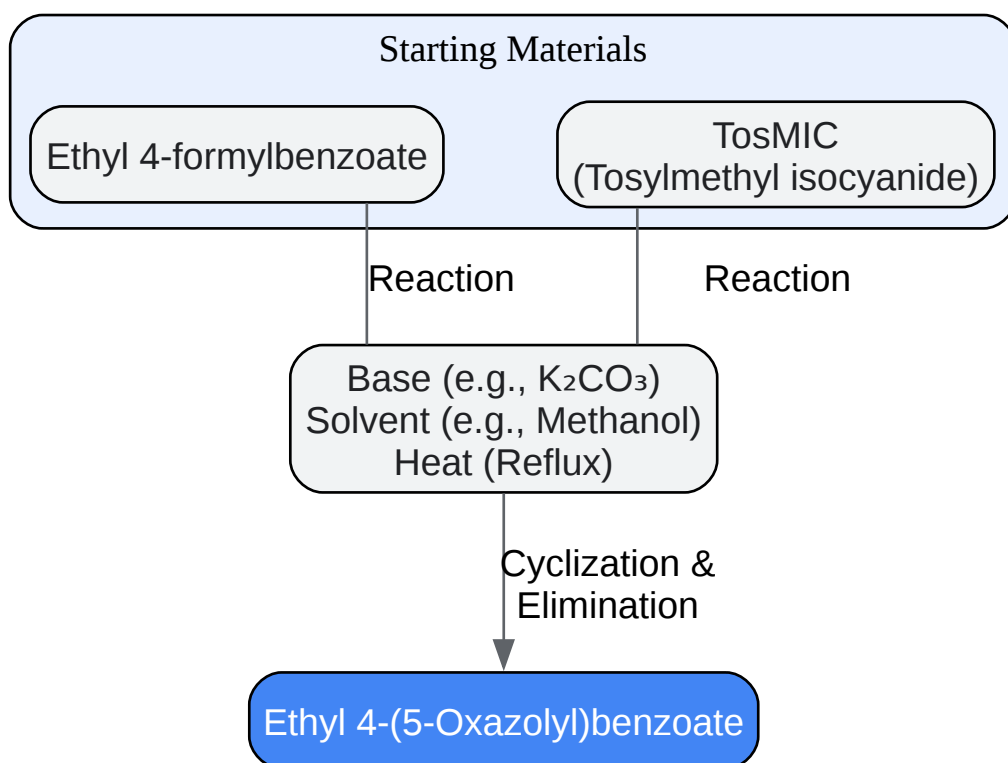 Starting Materials
Ethyl 4-formylbenzoate
TosMIC
(Tosylmethyl isocyanide)
Reaction
Reaction
Base (e.g., K₂CO₃)
Solvent (e.g., Methanol)
Heat (Reflux)
Cyclization &
Elimination
Ethyl 4-(5-Oxazolyl)benzoate